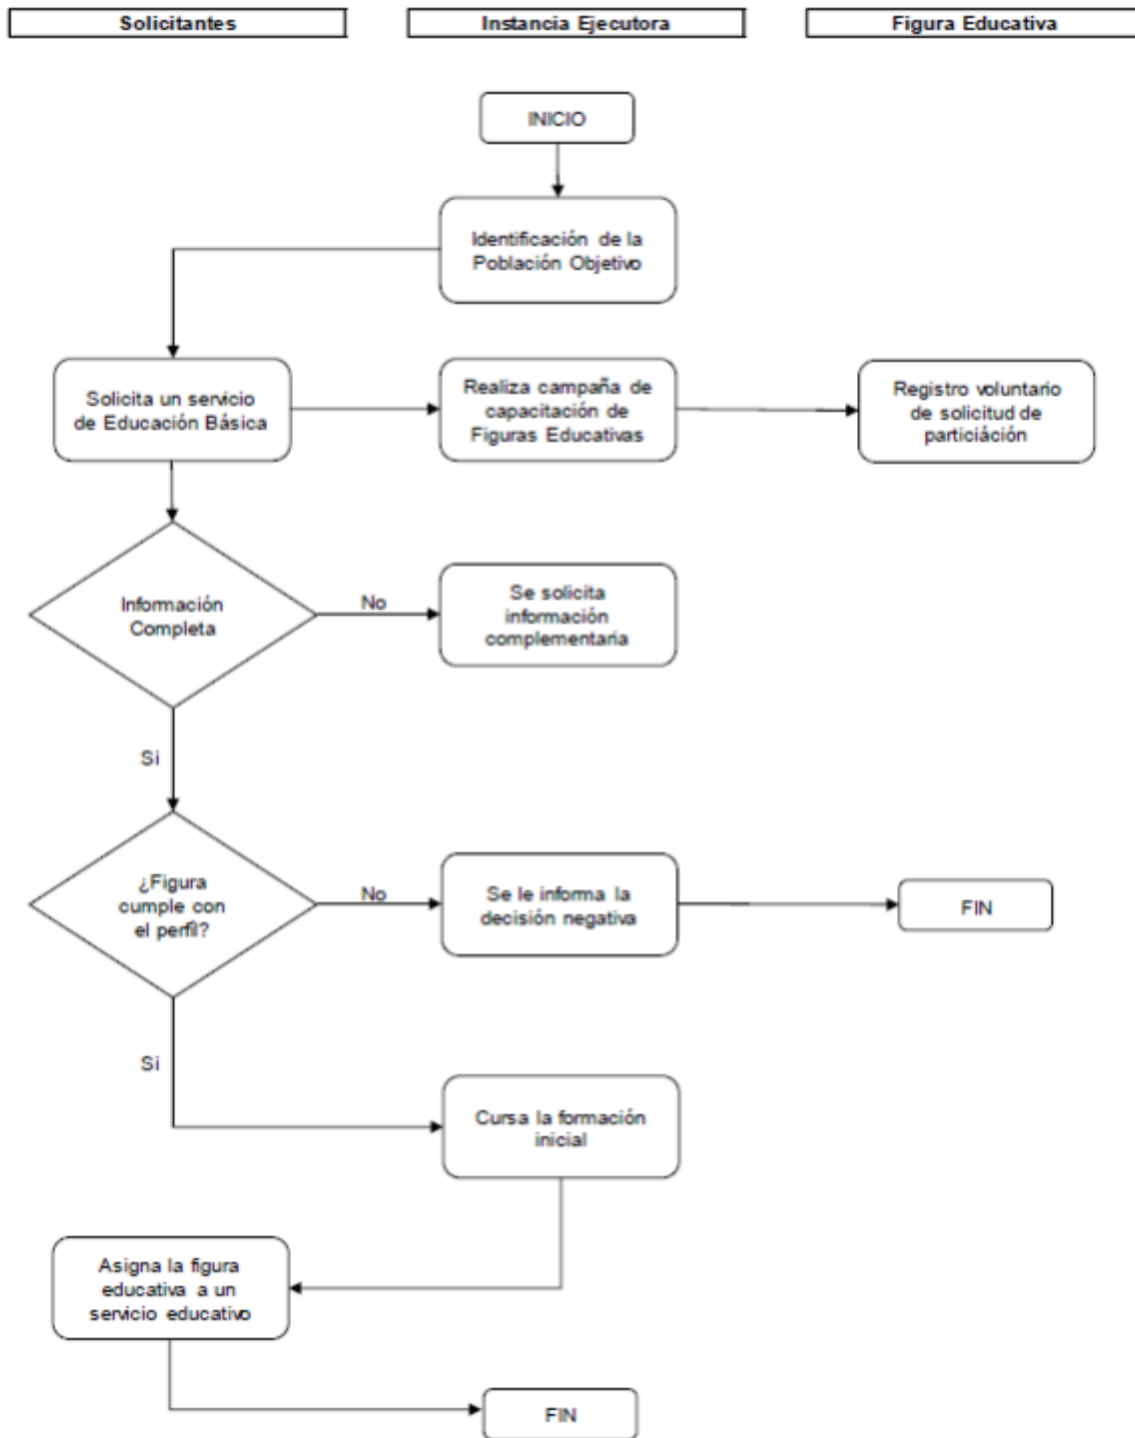 Solicitantes
Instancia Ejecutora
Figura Educativa
INICIO
Identificación de la
Población Objetivo
Solicita un servicio
de Educación Básica
Realiza campaña de
capacitación de
Figuras Educativas
Registro voluntario
de solicitud de
particiáción
Información
Completa
No
Se solicita
información
complementaria
Si
¿Figura
cumple con
el perfil?
No
Se le informa la
decisión negativa
FIN
Si
Cursa la formación
inicial
Asigna la figura
educativa a un
servicio educativo
FIN